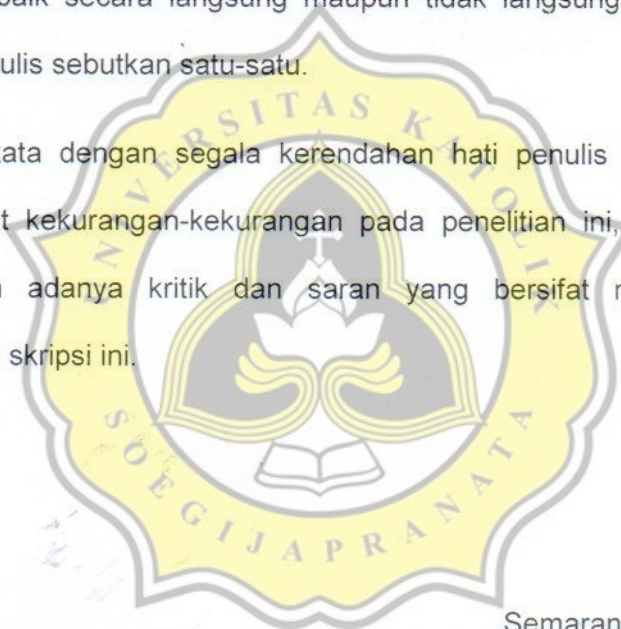 baik secara langsung maupun tidak langsung
ulis sebutkan satu-satu.
ata dengan segala kerendahan hati penulis
t kekurangan-kekurangan pada penelitian ini,
adanya kritik dan saran yang bersifat
skripsi ini.
Semaran
UNIVERSITAS KATOLIK
SOEGIJAPRANATA